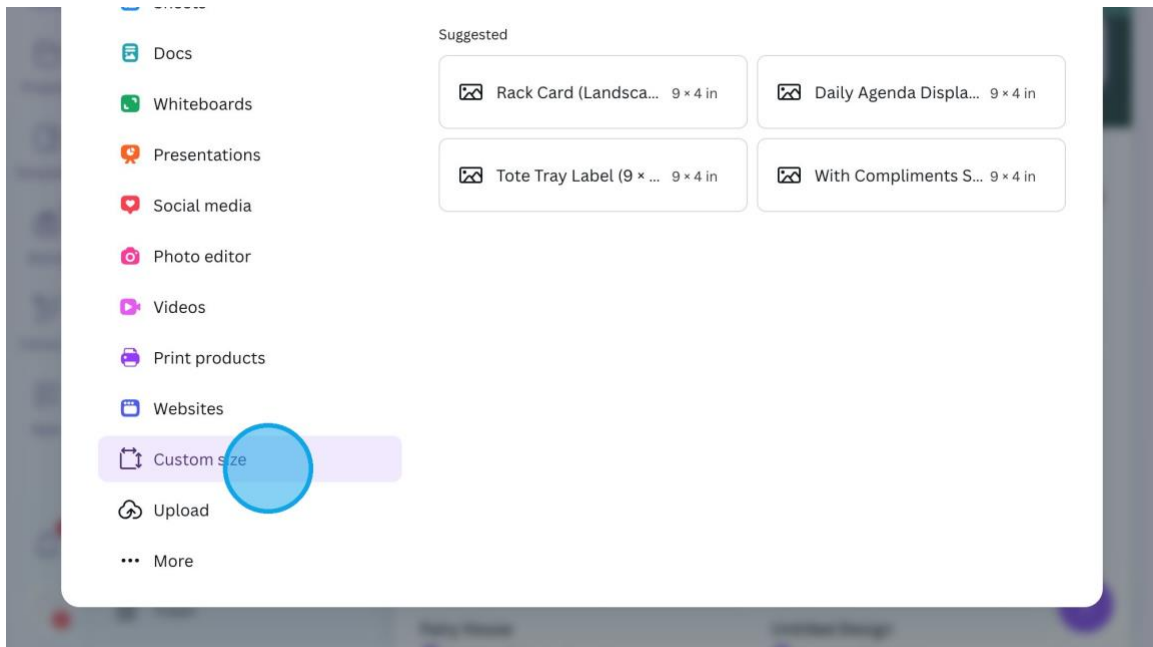 Docs
Whiteboards
Presentations
Social media
Photo editor
Videos
Print products
Websites
Custom size
Upload
More
Suggested
Rack Card (Landsca... 9 × 4 in
Daily Agenda Displa... 9 × 4 in
Tote Tray Label (9 × ... 9 × 4 in
With Compliments S... 9 × 4 in